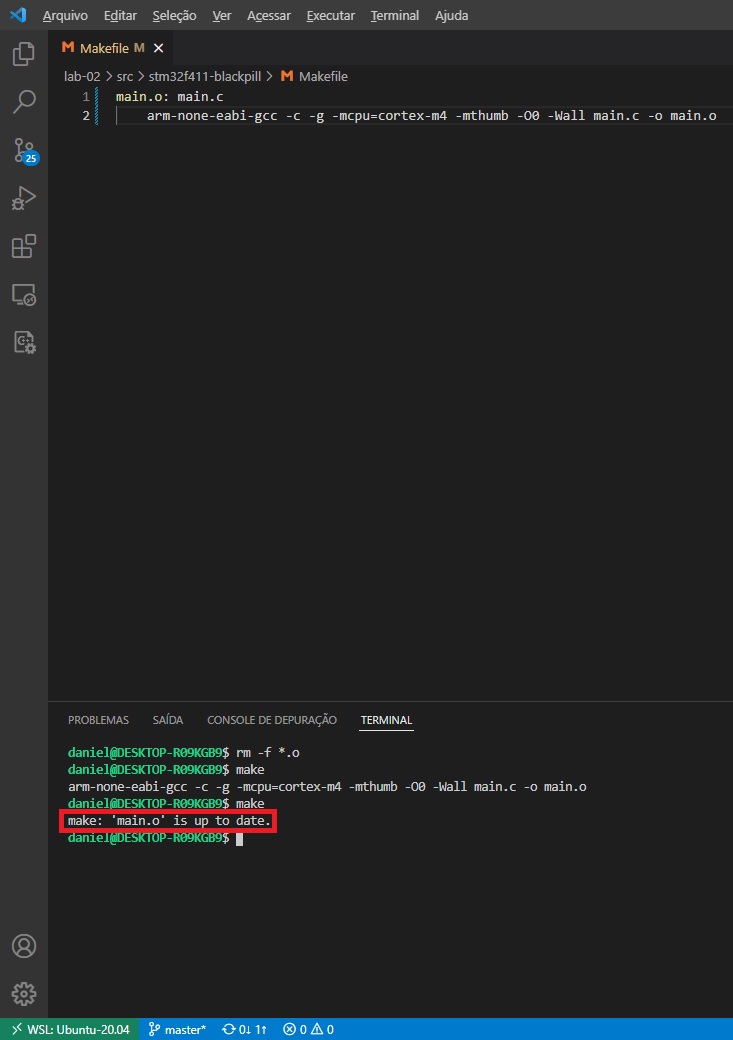 Arquivo Editar Seleção Ver Acessar Executar Terminal Ajuda
Makefile M
lab-02 > src > stm32f411-blackpill > Makefile
1 main.o: main.c
2 arm-none-eabi-gcc -c -g -mcpu=cortex-m4 -mthumb -O0 -Wall main.c -o main.o
25
PROBLEMAS SAÍDA CONSOLE DE DEPURAÇÃO TERMINAL
daniel@DESKTOP-R09KGB9$ rm -f *.o
daniel@DESKTOP-R09KGB9$ make
arm-none-eabi-gcc -c -g -mcpu=cortex-m4 -mthumb -O0 -Wall main.c -o main.o
daniel@DESKTOP-R09KGB9$ make
make: 'main.o' is up to date.
daniel@DESKTOP-R09KGB9$
WSL: Ubuntu-20.04 master* 0↓ 1↑ 0 0